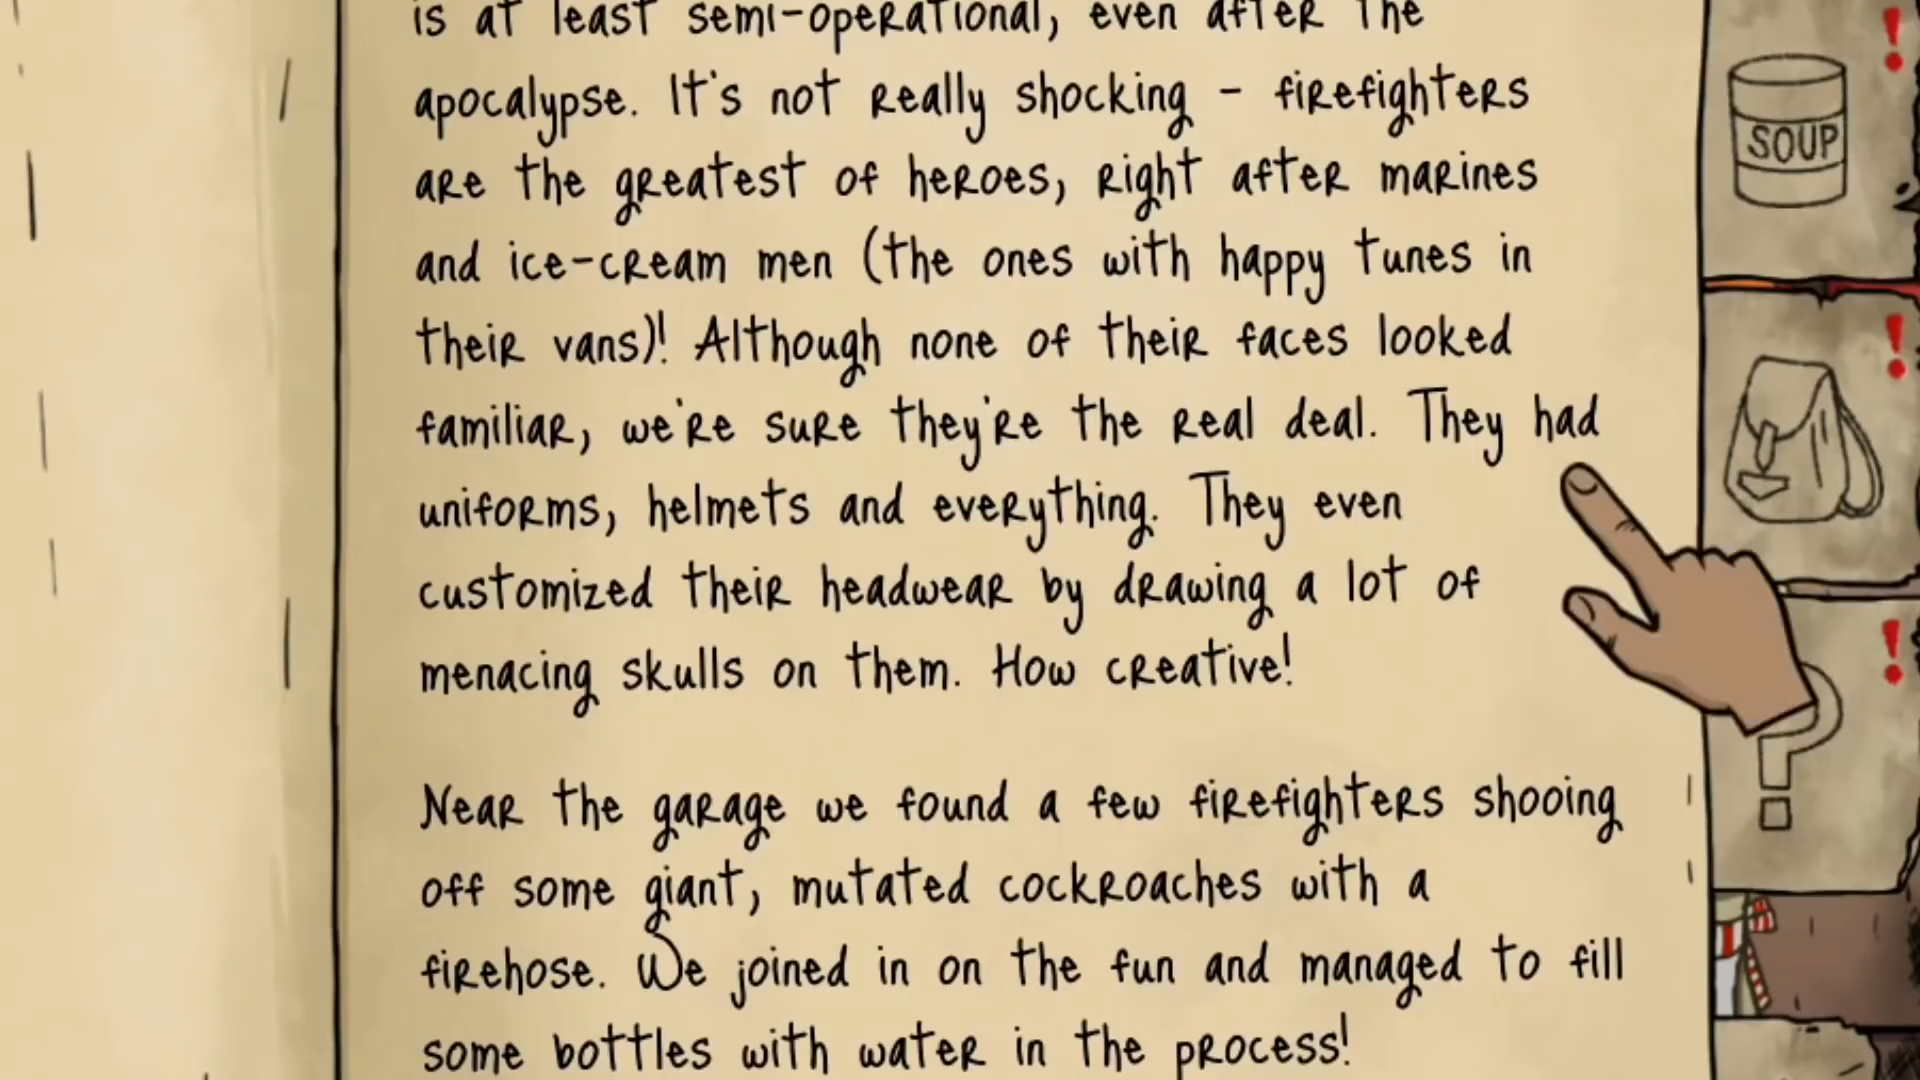 is at least semi-operational, even after the
apocalypse. It's not really shocking - firefighters
are the greatest of heroes, right after marines
and ice-cream men (the ones with happy tunes in
their vans)! Although none of their faces looked
familiar, we're sure they're the real deal. They had
uniforms, helmets and everything. They even
customized their headwear by drawing a lot of
menacing skulls on them. How creative!
Near the garage we found a few firefighters shooing
off some giant, mutated cockroaches with a
firehose. We joined in on the fun and managed to fill
some bottles with water in the process!
!
SOUP
!
!
?